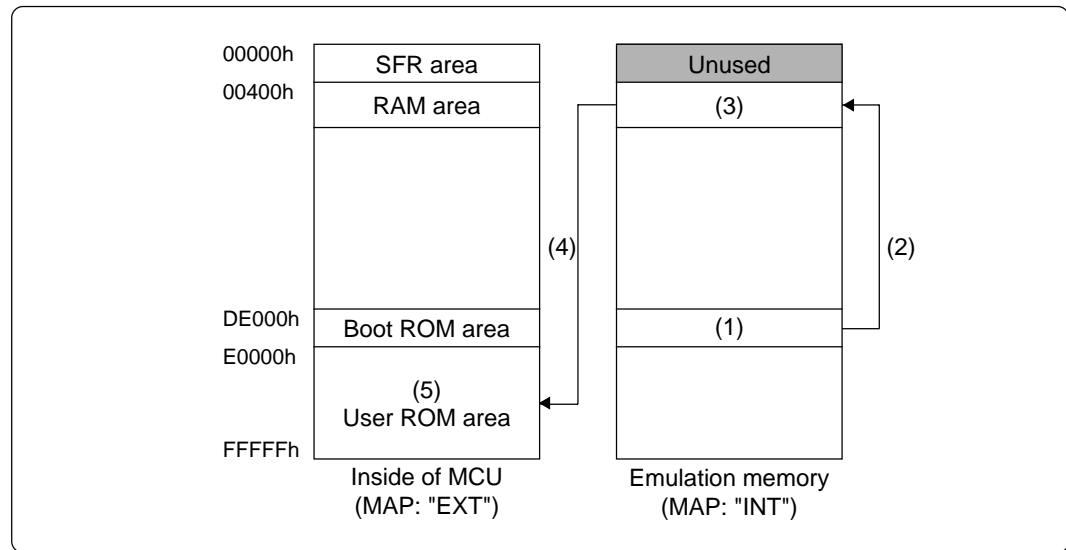 00000h
SFR area
Unused
00400h
RAM area
(3)
(4)
(2)
DE000h
Boot ROM area
(1)
E0000h
(5)
User ROM area
FFFFFh
Inside of MCU
(MAP: "EXT")
Emulation memory
(MAP: "INT")